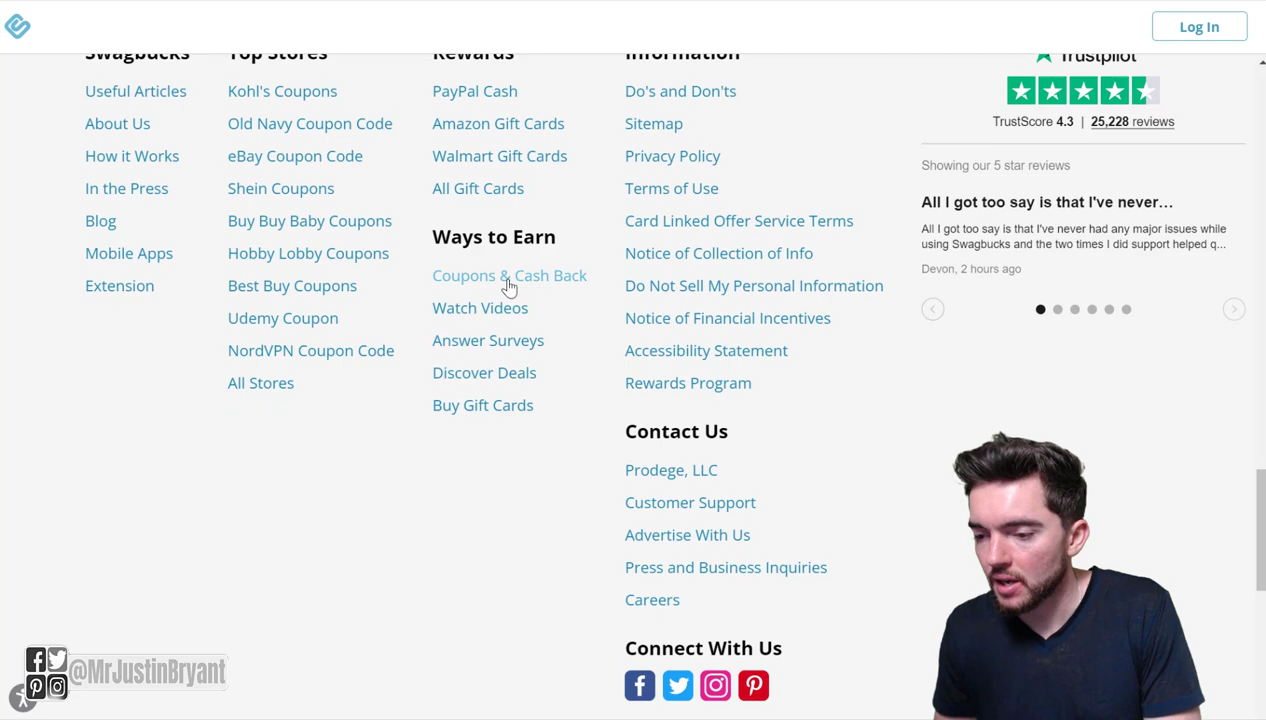 Log In
Swagbucks
Useful Articles
About Us
How it Works
In the Press
Blog
Mobile Apps
Extension
Top Stores
Kohl's Coupons
Old Navy Coupon Code
eBay Coupon Code
Shein Coupons
Buy Buy Baby Coupons
Hobby Lobby Coupons
Best Buy Coupons
Udemy Coupon
NordVPN Coupon Code
All Stores
Rewards
PayPal Cash
Amazon Gift Cards
Walmart Gift Cards
All Gift Cards
Ways to Earn
Coupons & Cash Back
Watch Videos
Answer Surveys
Discover Deals
Buy Gift Cards
Information
Do's and Don'ts
Sitemap
Privacy Policy
Terms of Use
Card Linked Offer Service Terms
Notice of Collection of Info
Do Not Sell My Personal Information
Notice of Financial Incentives
Accessibility Statement
Rewards Program
Contact Us
Prodege, LLC
Customer Support
Advertise With Us
Press and Business Inquiries
Careers
Connect With Us
Trustpilot
TrustScore 4.3 | 25,228 reviews
Showing our 5 star reviews
All I got too say is that I've never…
All I got too say is that I've never had any major issues while
using Swagbucks and the two times I did support helped q...
Devon, 2 hours ago
@MrJustinBryant